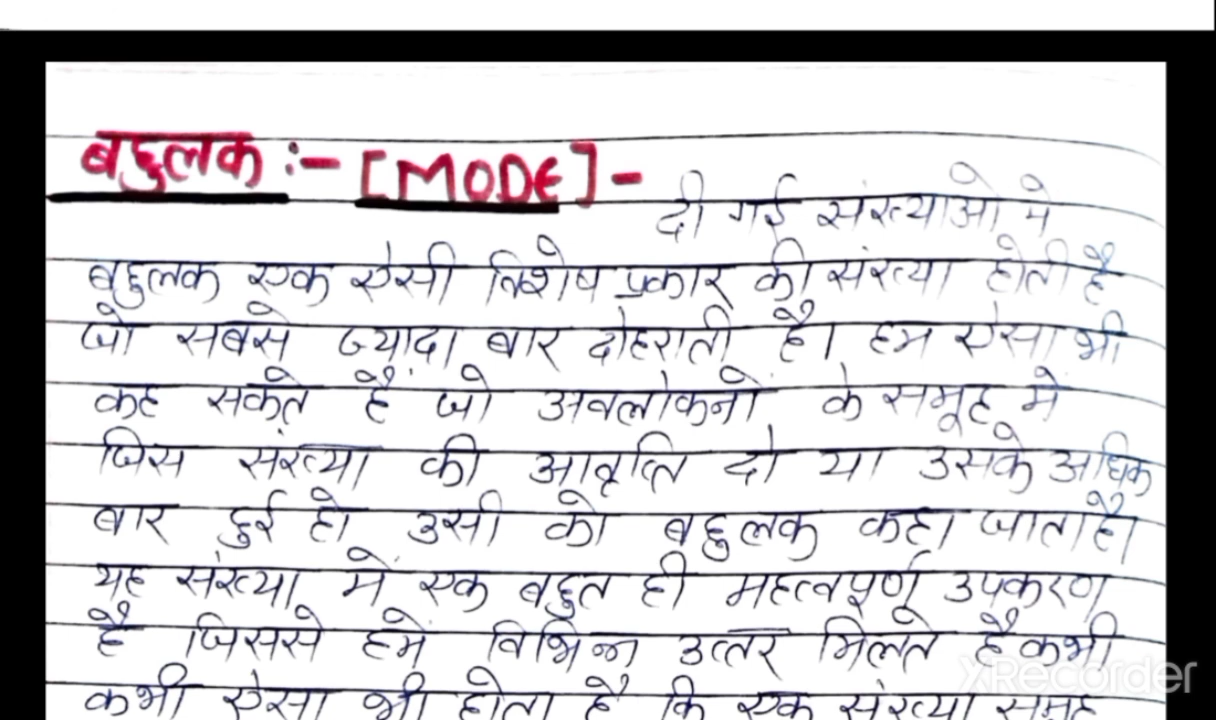 बहुलक :- [MODE] -
दी गई संख्याओ मे
बहुलक एक ऐसी विशेष प्रकार की संख्या होती है
जो सबसे ज्यादा बार दोहराती है। हम ऐसा भी
कह सकते हैं जो अवलोकनों के समूह मे
जिस संख्या की आवृत्ति दो या उसके अधिक
बार हुई हो उसी को बहुलक कहा जाता है।
यह संख्या में एक बहुत ही महत्वपूर्ण उपकरण
है जिससे हमें विभिन्न उत्तर मिलते है कभी
कभी ऐसा भी होता है कि एक संख्या समूह
XRecorder